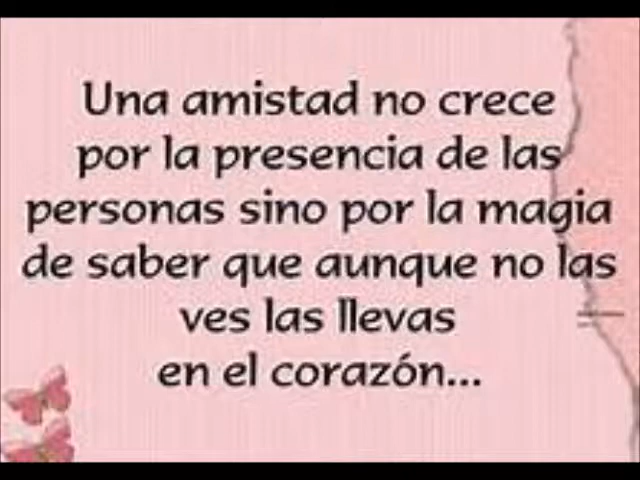 Una amistad no crece
por la presencia de las
personas sino por la magia
de saber que aunque no las
ves las llevas
en el corazón...